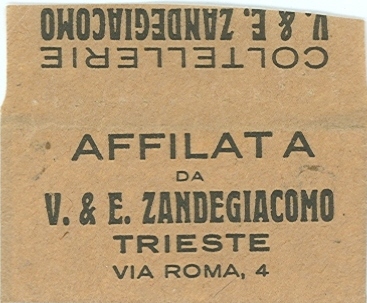 COLTELLERIE
V. & E. ZANDEGIACOMO
AFFILATA
DA
V. & E. ZANDEGIACOMO
TRIESTE
VIA ROMA, 4